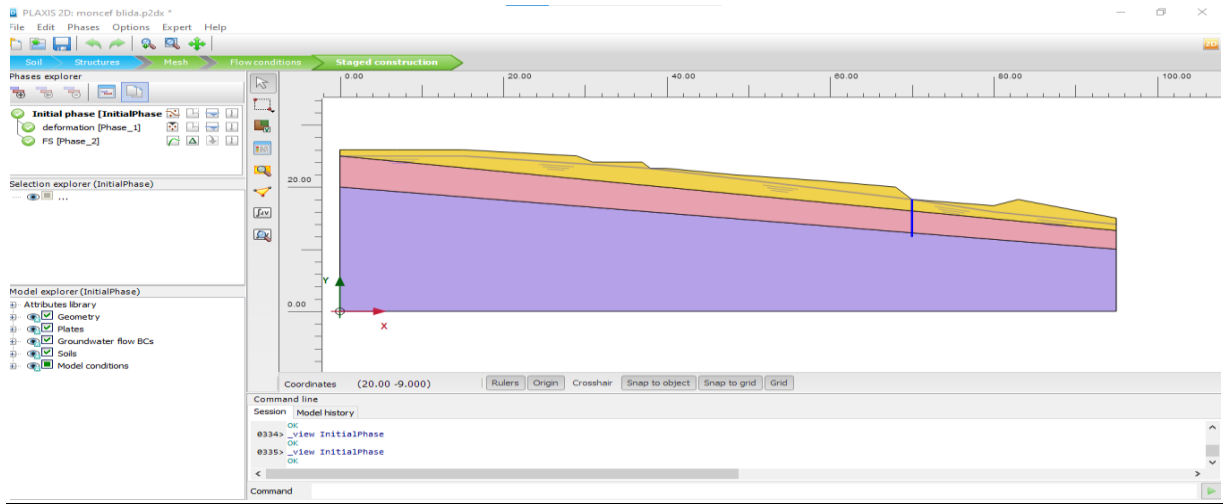 PLAXIS 2D: moncef blida.p2dx *
File Edit Phases Options Expert Help
Soil Structures Mesh Flow conditions Staged construction
Phases explorer
Initial phase [InitialPhase
deformation [Phase_1]
FS [Phase_2]
Selection explorer (InitialPhase)
...
Model explorer (InitialPhase)
Attributes library
Geometry
Plates
Groundwater flow BCs
Soils
Model conditions
0.00 20.00 40.00 60.00 80.00 100.00
20.00
0.00
Y
X
Coordinates (20.00 -9.000) Rulers Origin Crosshair Snap to object Snap to grid Grid
Command line
Session Model history
OK
0334> _view InitialPhase
OK
0335> _view InitialPhase
OK
Command